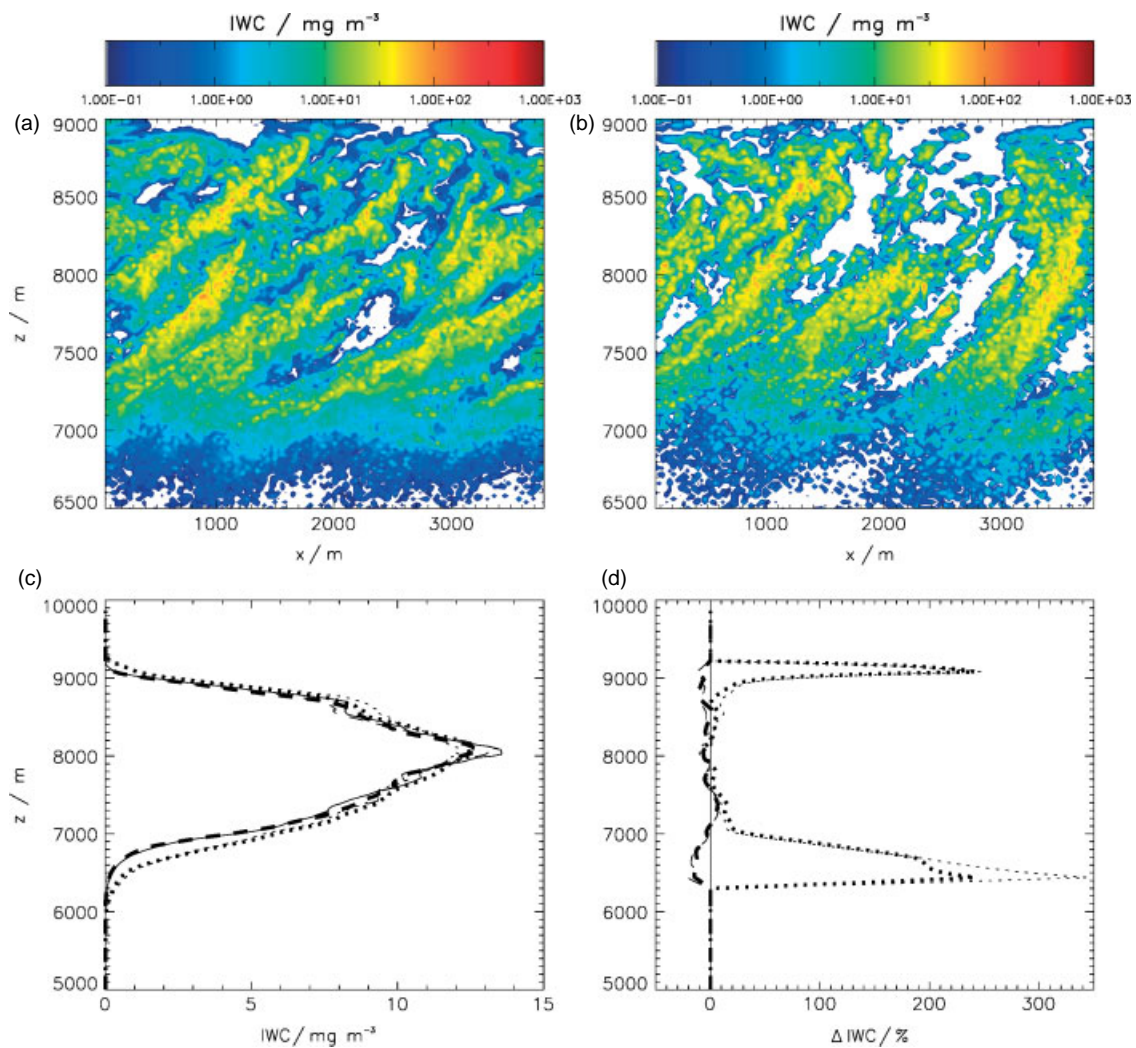 IWC / mg m⁻³
IWC / mg m⁻³
1.00E−01 1.00E+00 1.00E+01 1.00E+02 1.00E+03
1.00E−01 1.00E+00 1.00E+01 1.00E+02 1.00E+03
(a)
9000
8500
8000
7500
7000
6500
z / m
1000 2000 3000
x / m
(b)
9000
8500
8000
7500
7000
6500
1000 2000 3000
x / m
(c)
10000
9000
8000
7000
6000
5000
z / m
0 5 10 15
IWC / mg m⁻³
(d)
10000
9000
8000
7000
6000
5000
0 100 200 300
Δ IWC / %